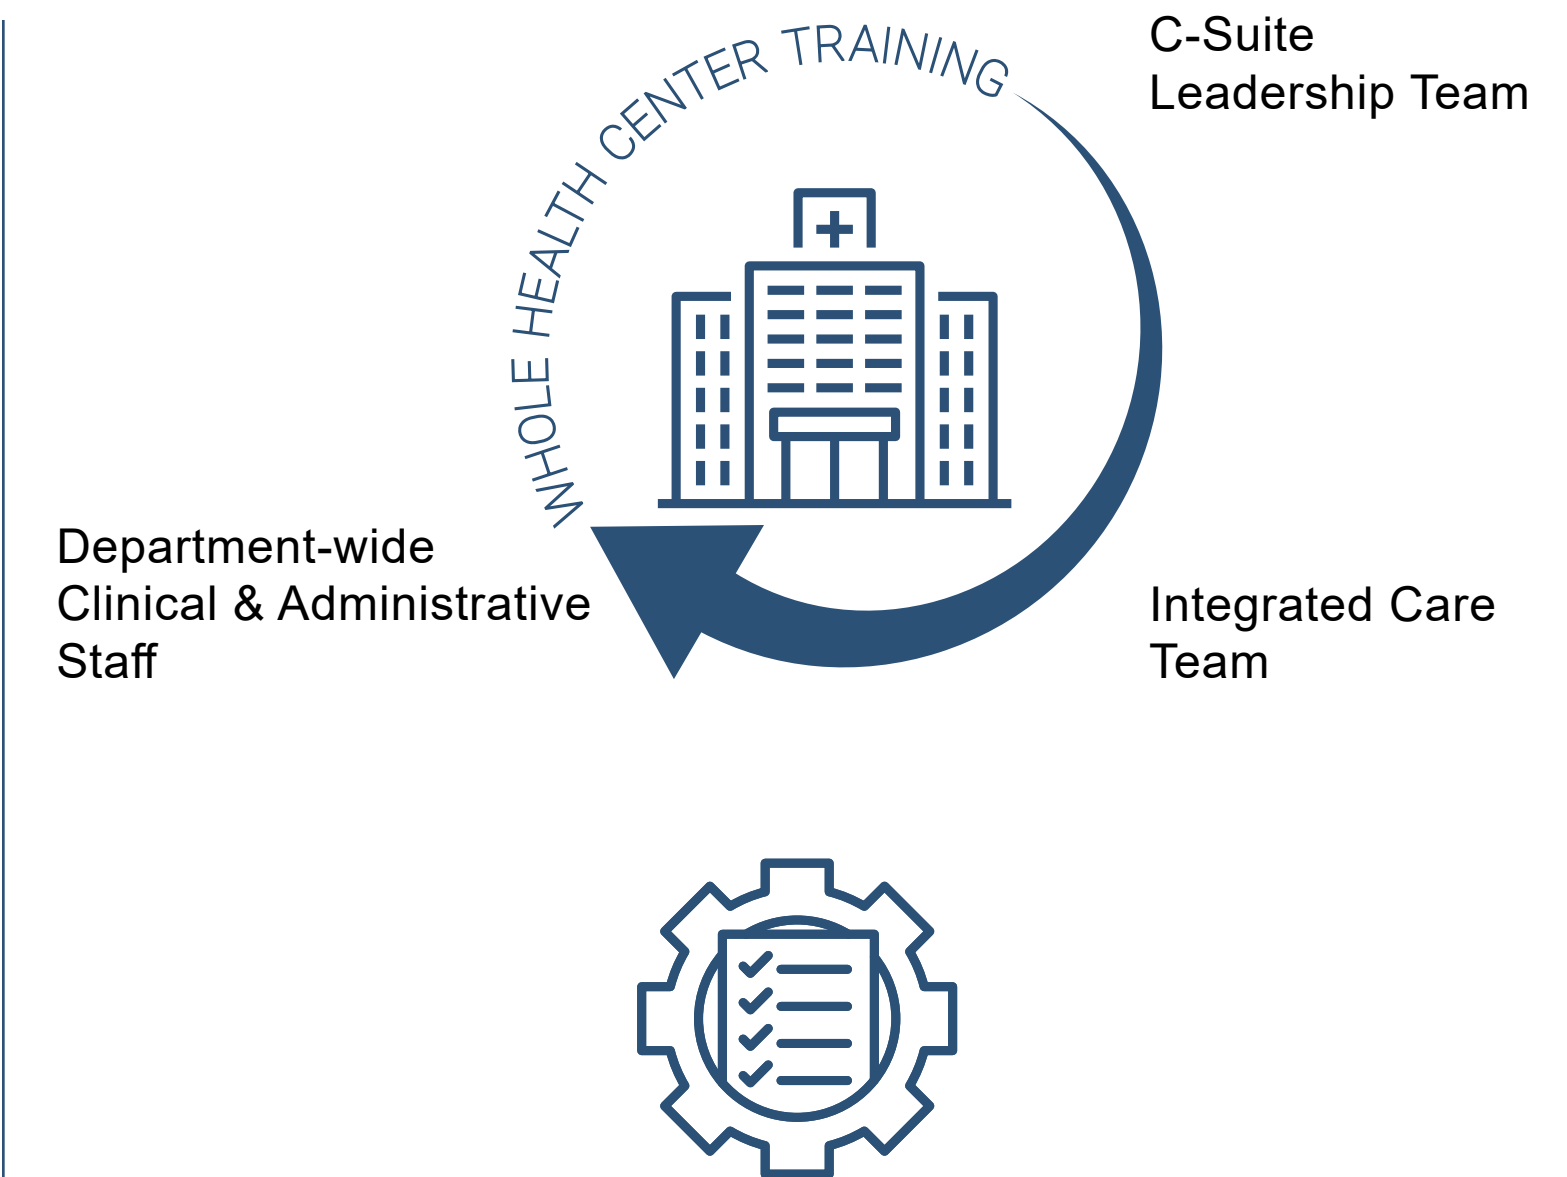 WHOLE HEALTH CENTER TRAINING
C-Suite
Leadership Team
Department-wide
Clinical & Administrative
Staff
Integrated Care
Team